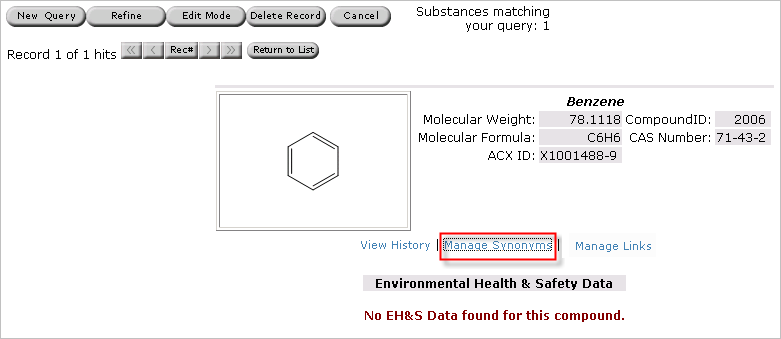 New Query Refine Edit Mode Delete Record Cancel
Substances matching
your query: 1
Record 1 of 1 hits << < Rec# > >> Return to List
Benzene
Molecular Weight: 78.1118 CompoundID: 2006
Molecular Formula: C6H6 CAS Number: 71-43-2
ACX ID: X1001488-9
View History | Manage Synonyms | Manage Links
Environmental Health & Safety Data
No EH&S Data found for this compound.